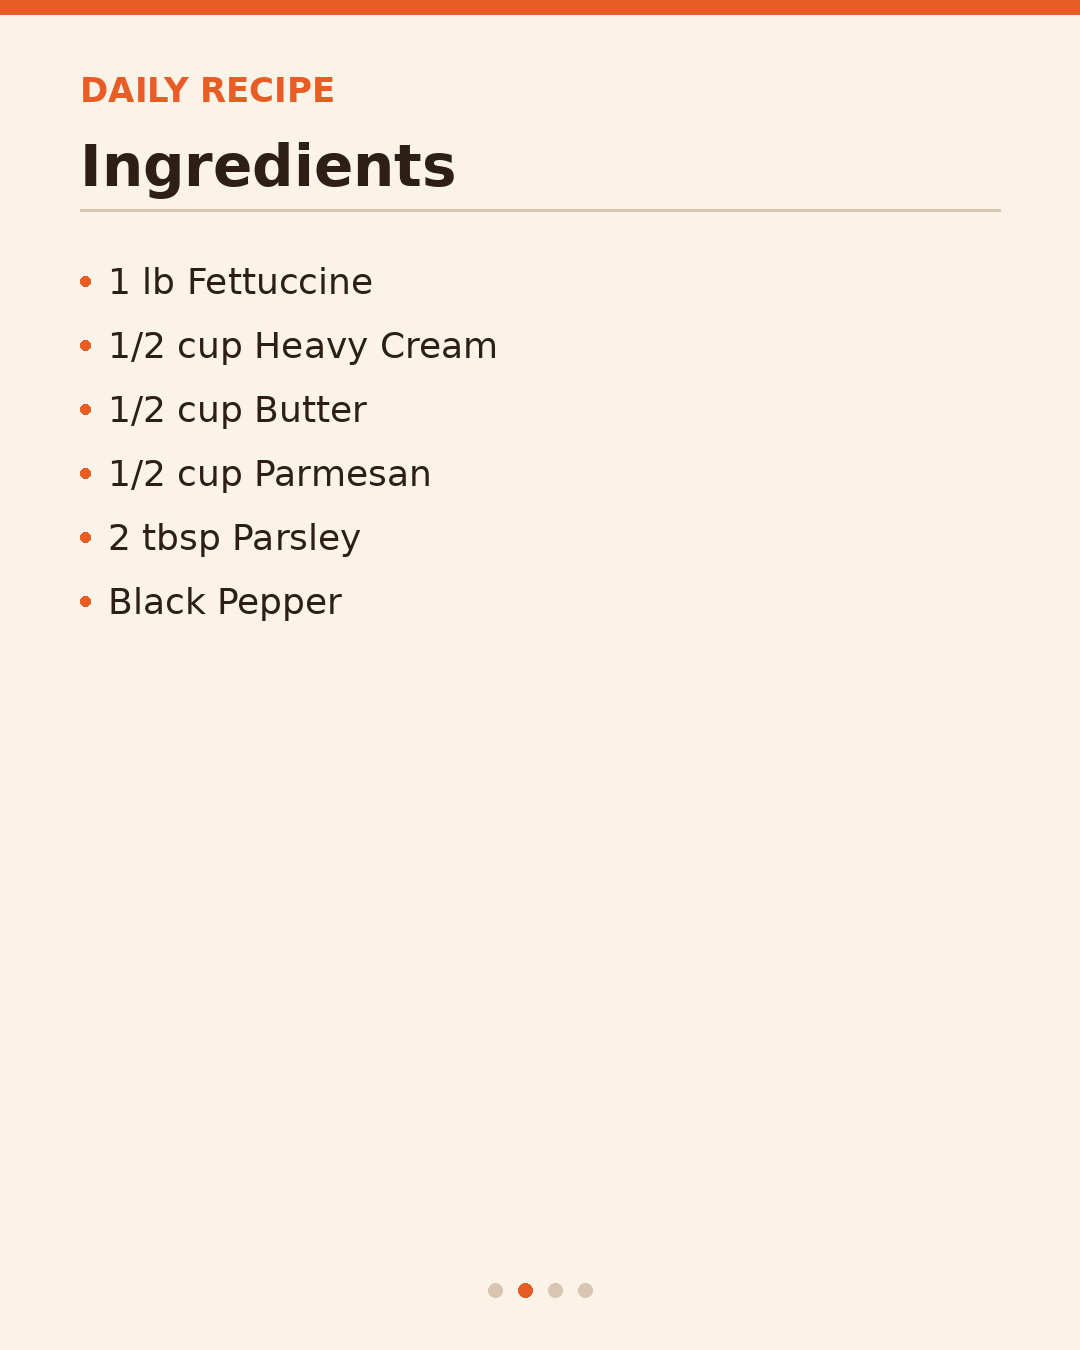 DAILY RECIPE
Ingredients
• 1 lb Fettuccine
• 1/2 cup Heavy Cream
• 1/2 cup Butter
• 1/2 cup Parmesan
• 2 tbsp Parsley
• Black Pepper